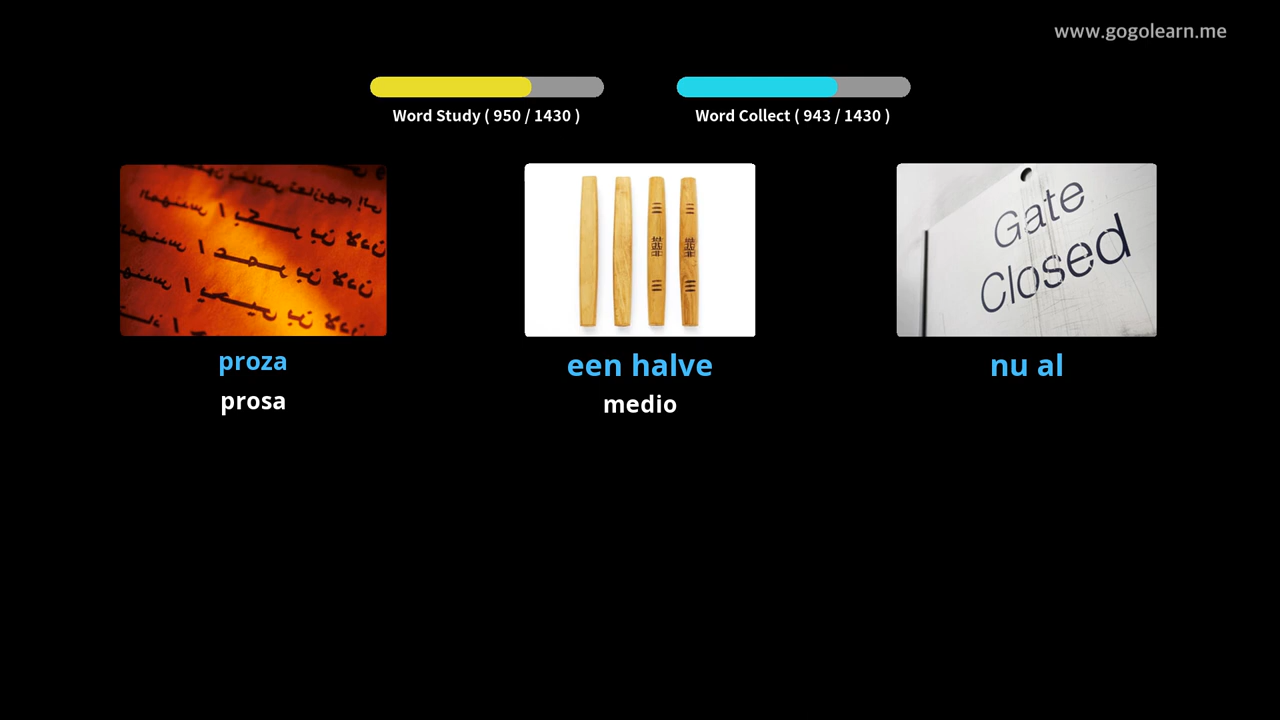 www.gogolearn.me
Word Study ( 950 / 1430 )
Word Collect ( 943 / 1430 )
Gate
Closed
proza
een halve
nu al
prosa
medio